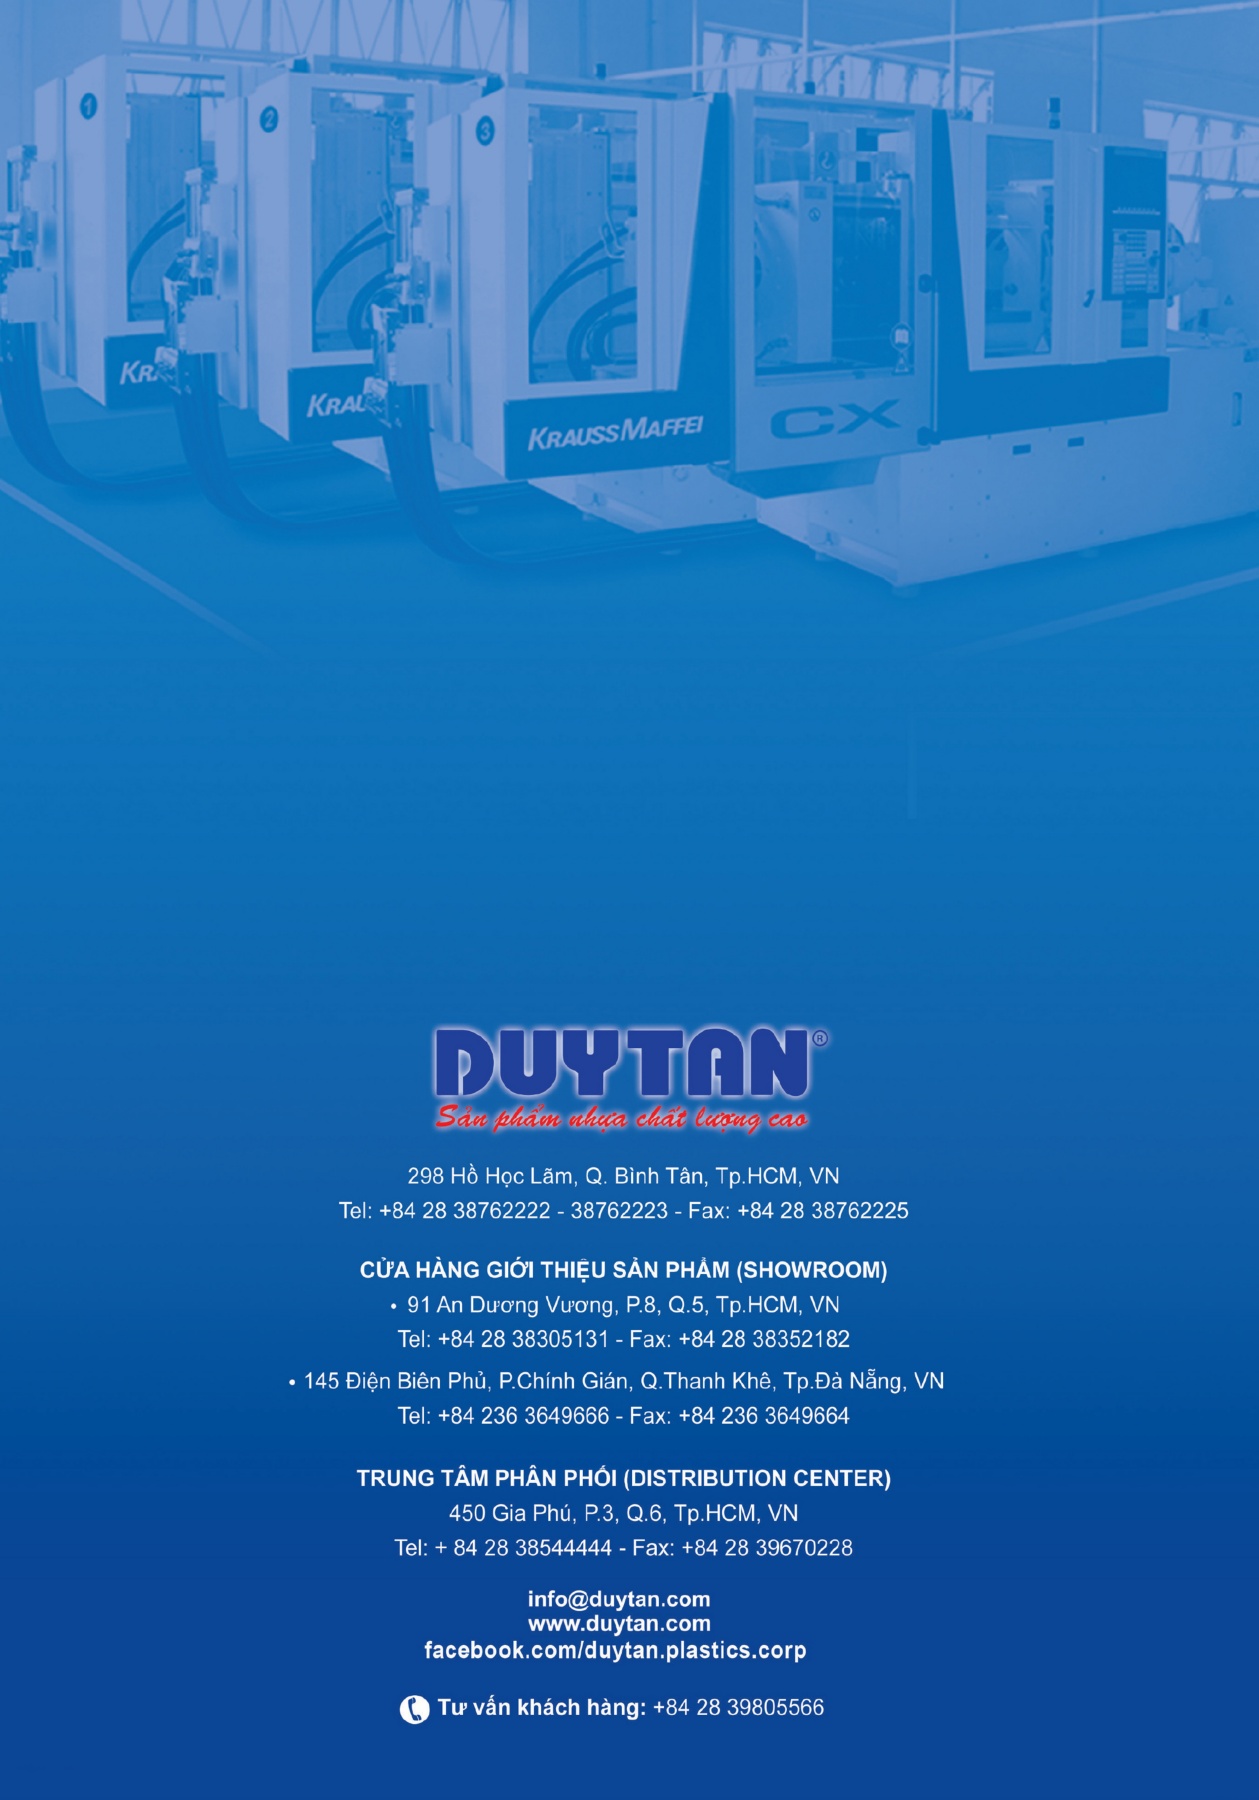 1
2
3
KRA
KRAU
KRAUSSMAFFEI
CX
DUYTAN®
Sản phẩm nhựa chất lượng cao
298 Hồ Học Lãm, Q. Bình Tân, Tp.HCM, VN
Tel: +84 28 38762222 - 38762223 - Fax: +84 28 38762225
CỬA HÀNG GIỚI THIỆU SẢN PHẨM (SHOWROOM)
• 91 An Dương Vương, P.8, Q.5, Tp.HCM, VN
Tel: +84 28 38305131 - Fax: +84 28 38352182
• 145 Điện Biên Phủ, P.Chính Gián, Q.Thanh Khê, Tp.Đà Nẵng, VN
Tel: +84 236 3649666 - Fax: +84 236 3649664
TRUNG TÂM PHÂN PHỐI (DISTRIBUTION CENTER)
450 Gia Phú, P.3, Q.6, Tp.HCM, VN
Tel: + 84 28 38544444 - Fax: +84 28 39670228
info@duytan.com
www.duytan.com
facebook.com/duytan.plastics.corp
Tư vấn khách hàng: +84 28 39805566